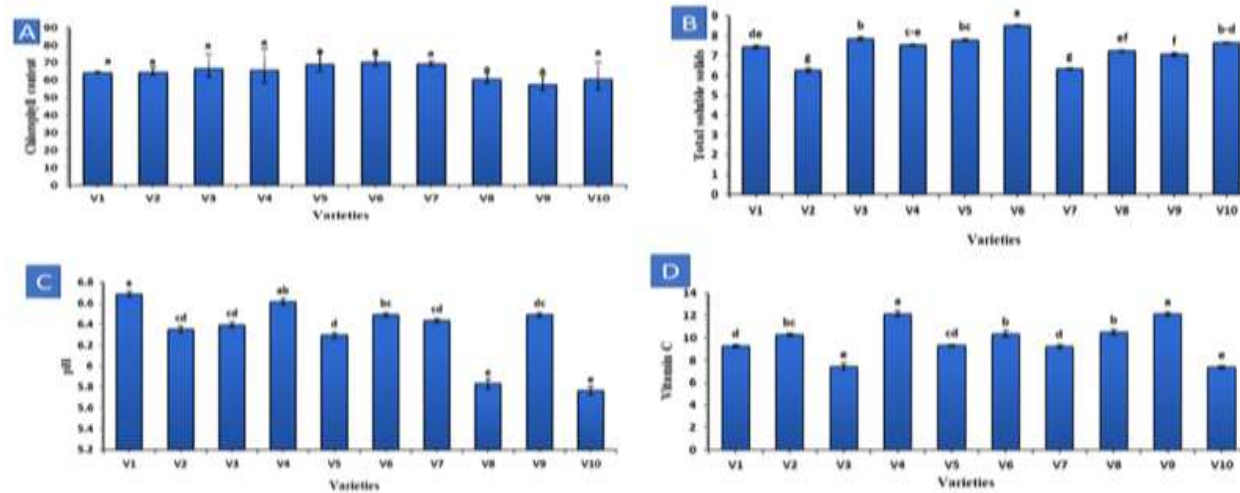 A
90
80
70
60
50
40
30
20
10
0
Chlorophyll content
a a a a a a a a a a
V1 V2 V3 V4 V5 V6 V7 V8 V9 V10
Varieties
B
9
8
7
6
5
4
3
2
1
0
Total soluble solids
de g b c-e bc a g ef f b-d
V1 V2 V3 V4 V5 V6 V7 V8 V9 V10
Varieties
C
6.8
6.6
6.4
6.2
6
5.8
5.6
5.4
5.2
pH
a cd cd ab d bc cd e dc e
V1 V2 V3 V4 V5 V6 V7 V8 V9 V10
Varieties
D
14
12
10
8
6
4
2
0
Vitamin C
d bc e a cd b d b a e
V1 V2 V3 V4 V5 V6 V7 V8 V9 V10
Varieties